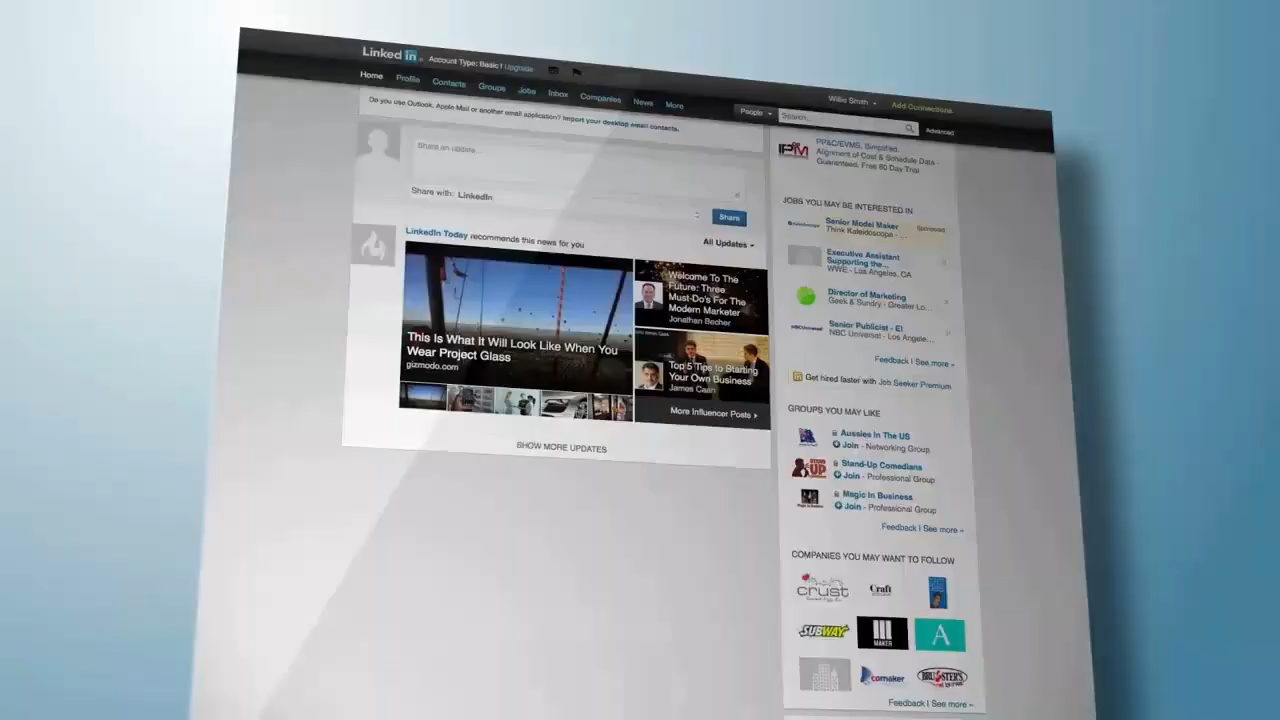 Linked in
Account Type: Basic | Upgrade
Willis Smith
Add Connections
Home Profile Contacts Groups Jobs Inbox Companies News More
People
Search...
Advanced
Do you use Outlook, Apple Mail or another email application? Import your desktop email contacts.
Share an update...
Share with: LinkedIn
Share
LinkedIn Today recommends this news for you
All Updates
This Is What It Will Look Like When You
Wear Project Glass
gizmodo.com
Welcome To The
Future: Three
Must-Do's For The
Modern Marketer
Jonathan Becher
Top 5 Tips to Starting
Your Own Business
James Caan
More Influencer Posts
SHOW MORE UPDATES
PP&C/EVMS, Simplified.
Alignment of Cost & Schedule Data -
Guaranteed, Free 60 Day Trial
JOBS YOU MAY BE INTERESTED IN
Senior Model Maker
Sponsored
Think Kaleidoscope - ...
Executive Assistant
Supporting the...
WWE - Los Angeles, CA
Director of Marketing
Geek & Sundry - Greater Lo...
NBCUniversal
Senior Publicist - E!
NBC Universal - Los Angele...
Feedback | See more »
Get hired faster with Job Seeker Premium
GROUPS YOU MAY LIKE
Aussies In The US
Join - Networking Group
STAND UP
Stand-Up Comedians
Join - Professional Group
Magic In Business
Join - Professional Group
Feedback | See more »
COMPANIES YOU MAY WANT TO FOLLOW
crust
Craft
SUBWAY
MAKER
A
comaker
BRUSTER'S
Feedback | See more »